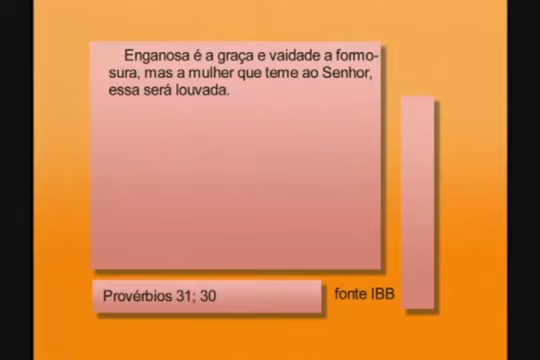 Enganosa é a graça e vaidade a formo-
sura, mas a mulher que teme ao Senhor,
essa será louvada.
Provérbios 31; 30
fonte IBB